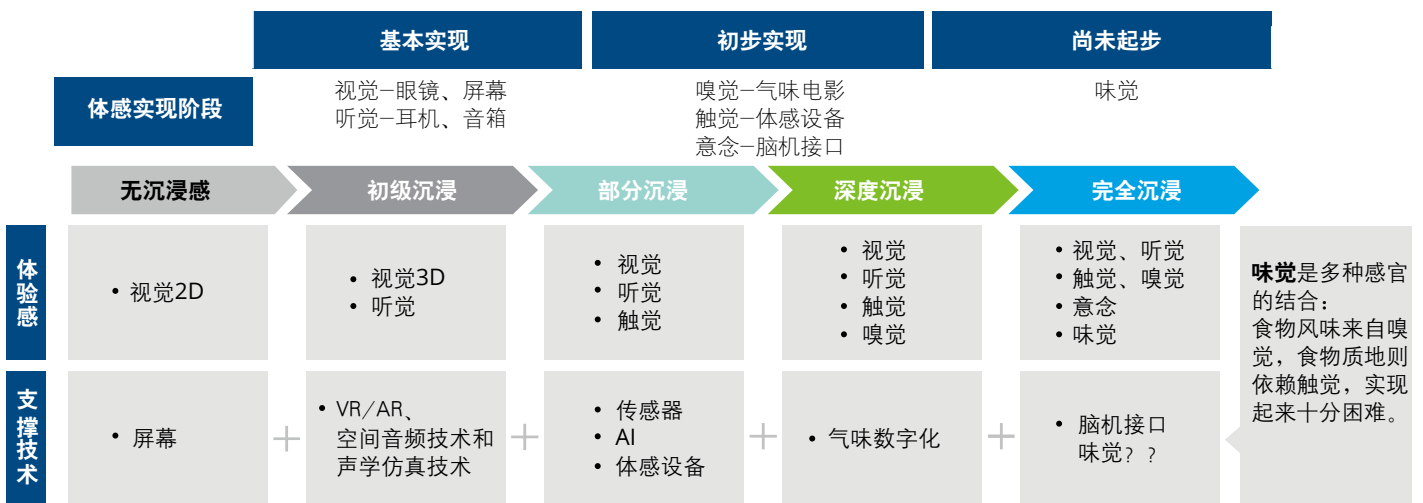 基本实现
初步实现
尚未起步
体感实现阶段
视觉-眼镜、屏幕
听觉-耳机、音箱
嗅觉-气味电影
触觉-体感设备
意念-脑机接口
味觉
无沉浸感
初级沉浸
部分沉浸
深度沉浸
完全沉浸
体验感
• 视觉2D
• 视觉3D
• 听觉
• 视觉
• 听觉
• 触觉
• 视觉
• 听觉
• 触觉
• 嗅觉
• 视觉、听觉
• 触觉、嗅觉
• 意念
• 味觉
味觉是多种感官
的结合：
食物风味来自嗅
觉，食物质地则
依赖触觉，实现
起来十分困难。
支撑技术
• 屏幕
+
• VR/AR、
空间音频技术和
声学仿真技术
+
• 传感器
• AI
• 体感设备
+
• 气味数字化
+
• 脑机接口
味觉？？